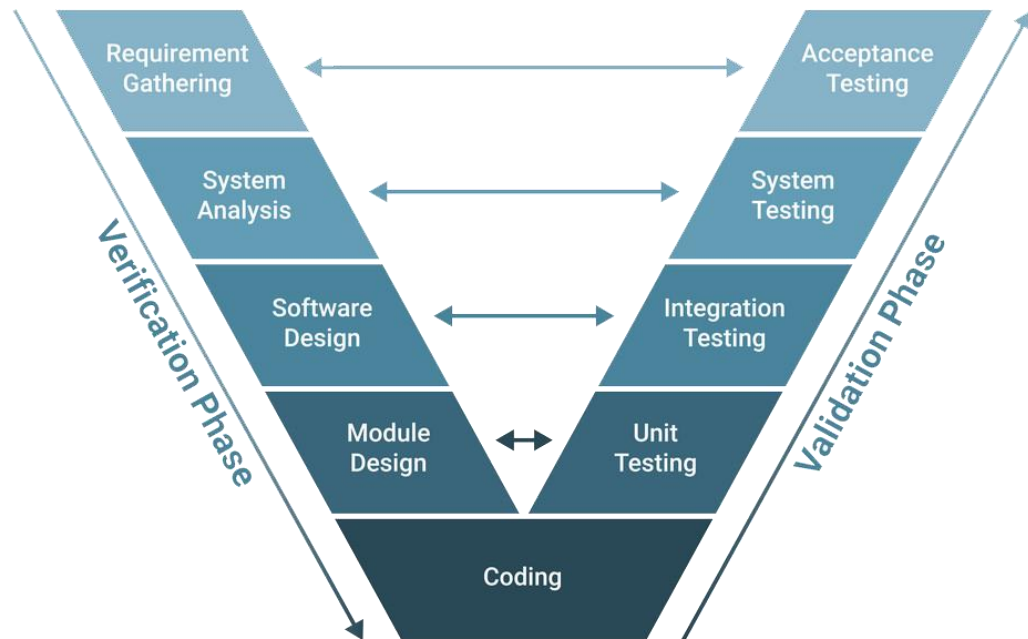 Requirement
Gathering
Acceptance
Testing
System
Analysis
System
Testing
Software
Design
Integration
Testing
Module
Design
Unit
Testing
Coding
Verification Phase
Validation Phase